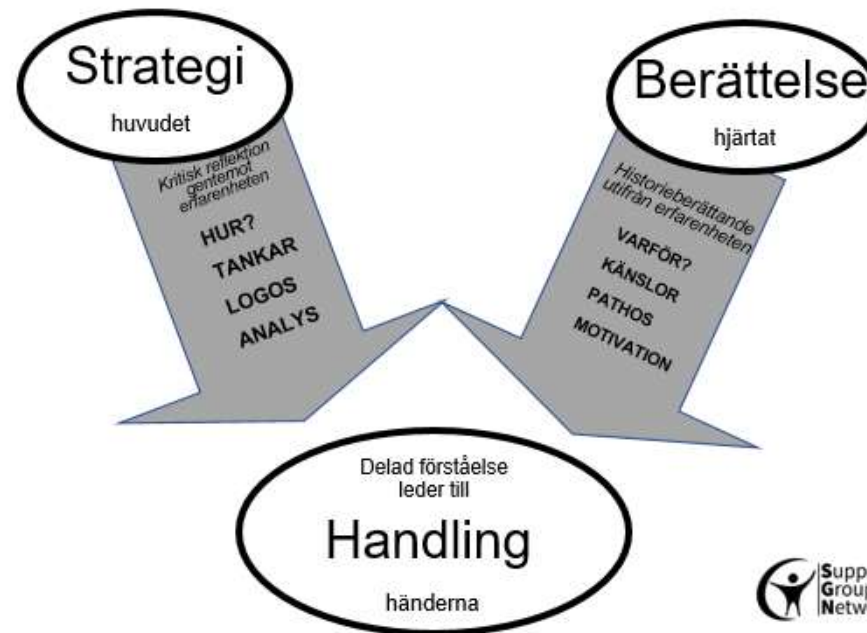 Strategi
huvudet
Kritisk reflektion
gentemot
erfarenheten
HUR?
TANKAR
LOGOS
ANALYS
Berättelse
hjärtat
Historieberättande
utifrån erfarenheten
VARFÖR?
KÄNSLOR
PATHOS
MOTIVATION
Delad förståelse
leder till
Handling
händerna
Supp
Group
Netw